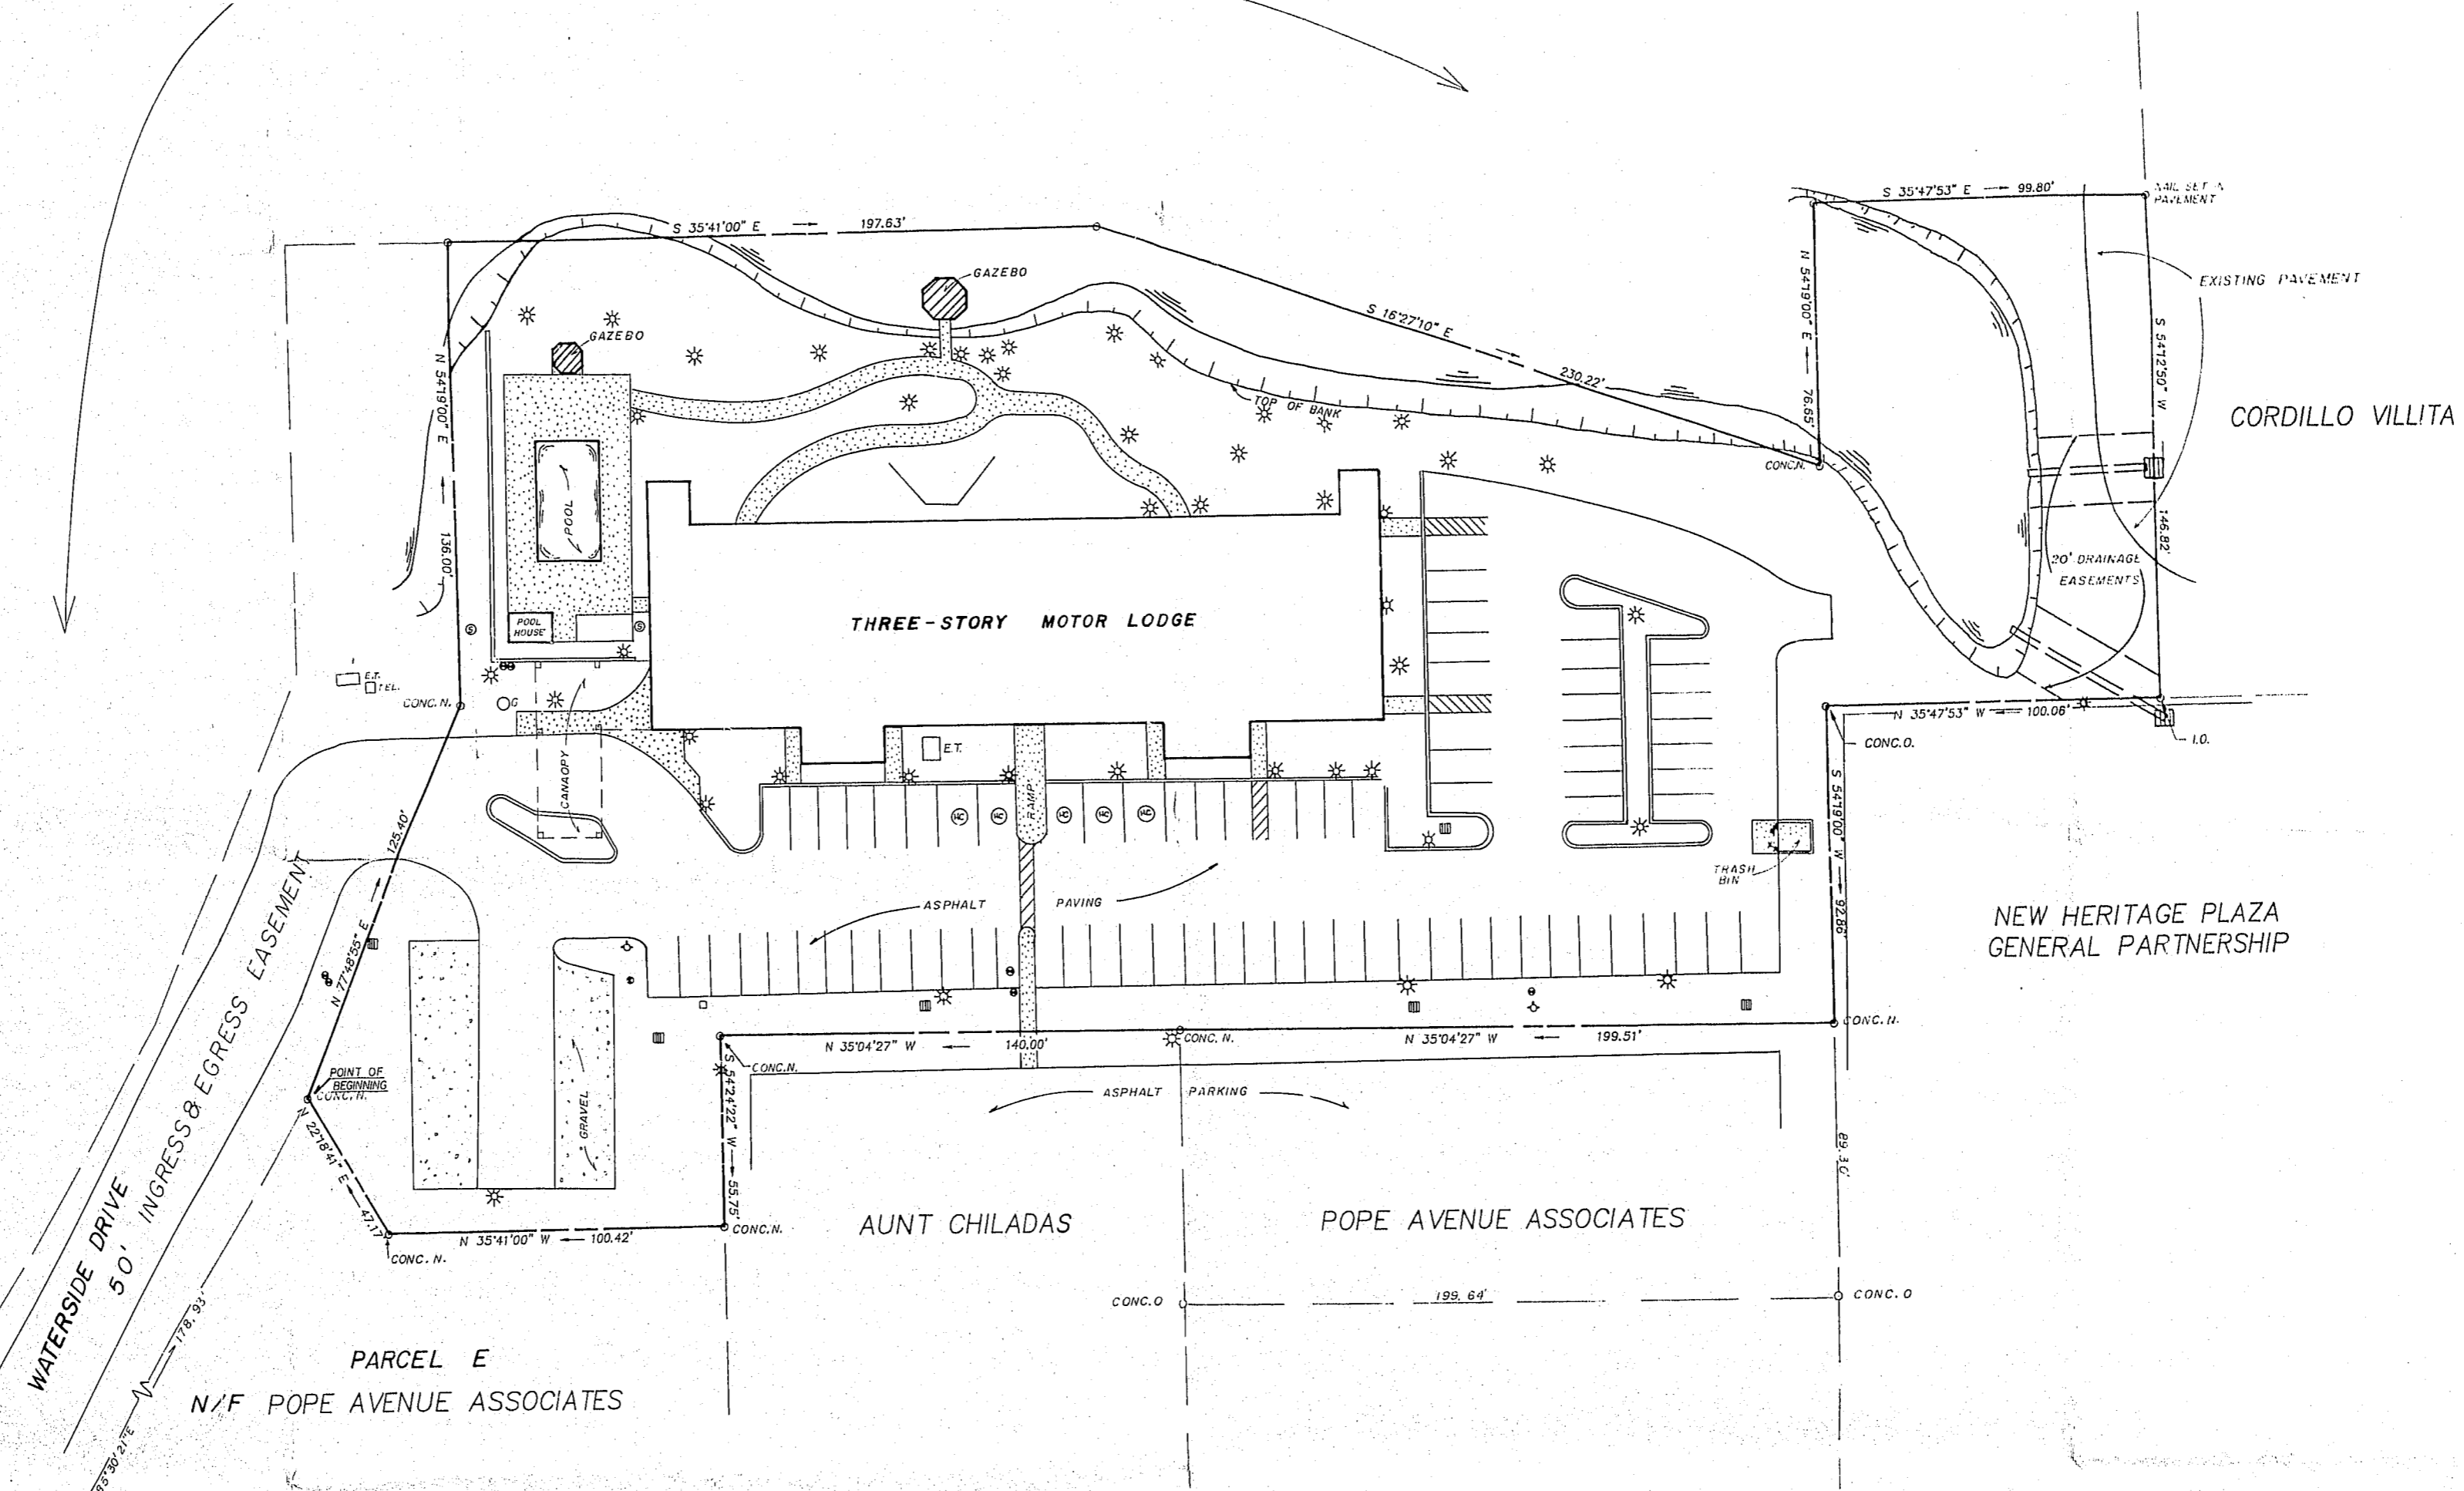 S 35°47'53" E 99.80'
NAIL SET IN
PAVEMENT
S 35°41'00" E 197.63'
GAZEBO
EXISTING PAVEMENT
N 54°19'00" E 76.65'
S 16°27'10" E 230.22'
GAZEBO
S 54°12'50" W 146.82'
N 54°19'00" E 136.00'
TOP OF BANK
CORDILLO VILLITA
CONC.N.
POOL
20' DRAINAGE
EASEMENTS
POOL
HOUSE
S
S
THREE-STORY MOTOR LODGE
E.T.
TEL.
CONC. N.
G
N 35°47'53" W 100.06'
I.O.
CONC.O.
E.T.
CANAOPY
RAMP
HC
HC
HC
HC
HC
S 54°19'00" W 92.86'
N 77°48'55" E 125.40'
TRASH
BIN
ASPHALT PAVING
NEW HERITAGE PLAZA
GENERAL PARTNERSHIP
CONC. N.
N 35°04'27" W 140.00'
CONC. N.
N 35°04'27" W 199.51'
CONC.N.
POINT OF
BEGINNING
CONC. N.
S 54°24'22" W 55.75'
ASPHALT PARKING
GRAVEL
N 22°18'41" E 47.17'
89.36'
N 35°41'00" W 100.42'
CONC.N.
CONC. N.
AUNT CHILADAS
POPE AVENUE ASSOCIATES
CONC.O
199.64'
CONC. O
WATERSIDE DRIVE
50' INGRESS & EGRESS EASEMENT
178.93'
PARCEL E
N/F POPE AVENUE ASSOCIATES